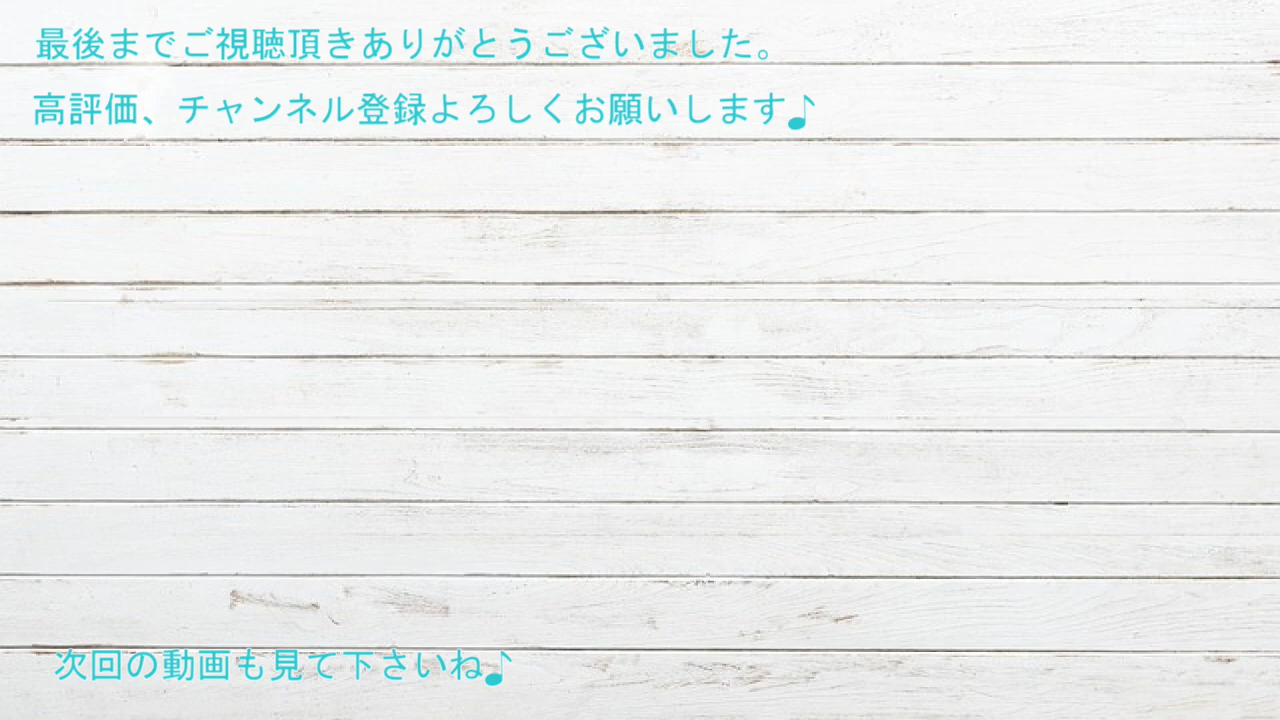 最後までご視聴頂きありがとうございました。
高評価、チャンネル登録よろしくお願いします♪
次回の動画も見て下さいね♪